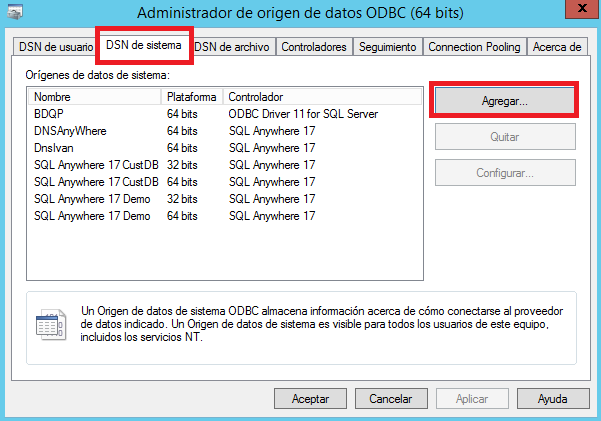 Administrador de origen de datos ODBC (64 bits)
x
DSN de usuario DSN de sistema DSN de archivo Controladores Seguimiento Connection Pooling Acerca de
Orígenes de datos de sistema:
Nombre Plataforma Controlador
BDQP 64 bits ODBC Driver 11 for SQL Server
DNSAnyWhere 64 bits SQL Anywhere 17
DnsIvan 64 bits SQL Anywhere 17
SQL Anywhere 17 CustDB 32 bits SQL Anywhere 17
SQL Anywhere 17 CustDB 64 bits SQL Anywhere 17
SQL Anywhere 17 Demo 32 bits SQL Anywhere 17
SQL Anywhere 17 Demo 64 bits SQL Anywhere 17
Agregar...
Quitar
Configurar...
Un Origen de datos de sistema ODBC almacena información acerca de cómo conectarse al proveedor
de datos indicado. Un Origen de datos de sistema es visible para todos los usuarios de este equipo,
incluidos los servicios NT.
Aceptar Cancelar Aplicar Ayuda